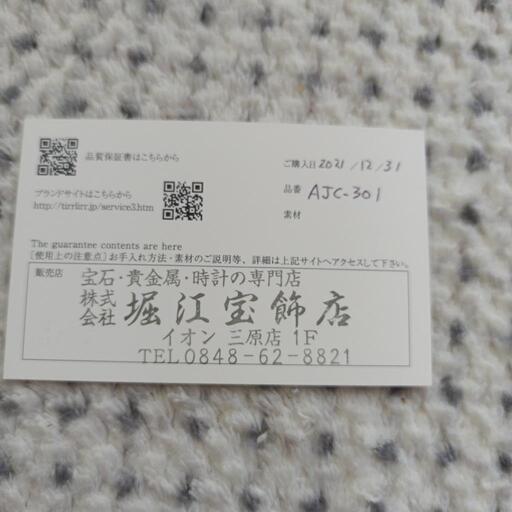 品質保証書はこちらから
ご購入日 2021/12/31
ブランドサイトはこちらから
品番 AJC-301
http://tirrlirr.jp/service3.htm
素材
The guarantee contents are here
[使用上の注意点] お手入れ方法・素材のご説明等、詳細は上記サイトへアクセスして下さい。
販売店
宝石・貴金属・時計の専門店
株式会社 堀江宝飾店
イオン 三原店 1F
TEL 0848-62-8821